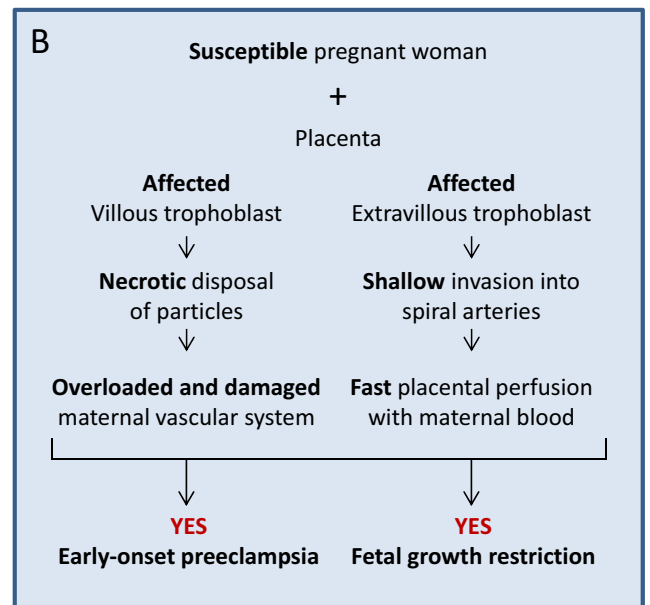 B
Susceptible pregnant woman
+
Placenta
Affected
Villous trophoblast
Necrotic disposal
of particles
Overloaded and damaged
maternal vascular system
Affected
Extravillous trophoblast
Shallow invasion into
spiral arteries
Fast placental perfusion
with maternal blood
YES
Early-onset preeclampsia
YES
Fetal growth restriction